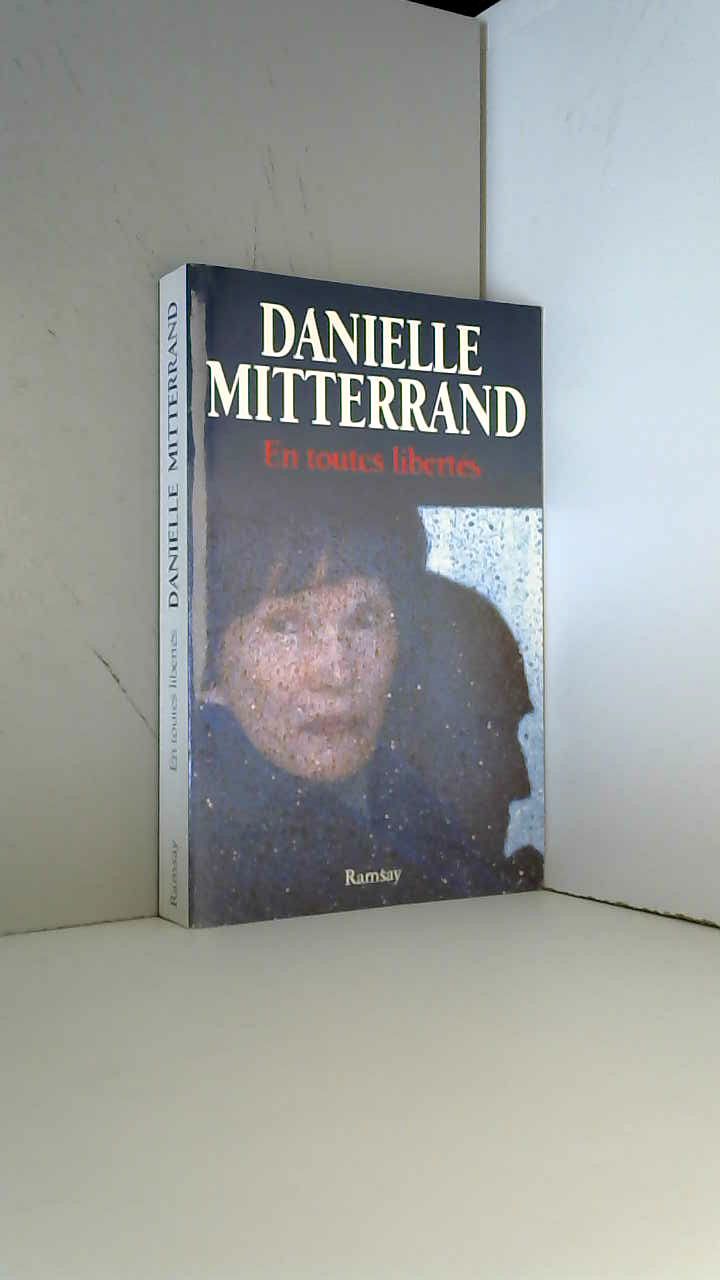 DANIELLE
MITTERRAND
En toutes libertés
Ramsay
DANIELLE MITTERRAND
En toutes libertés
Ramsay